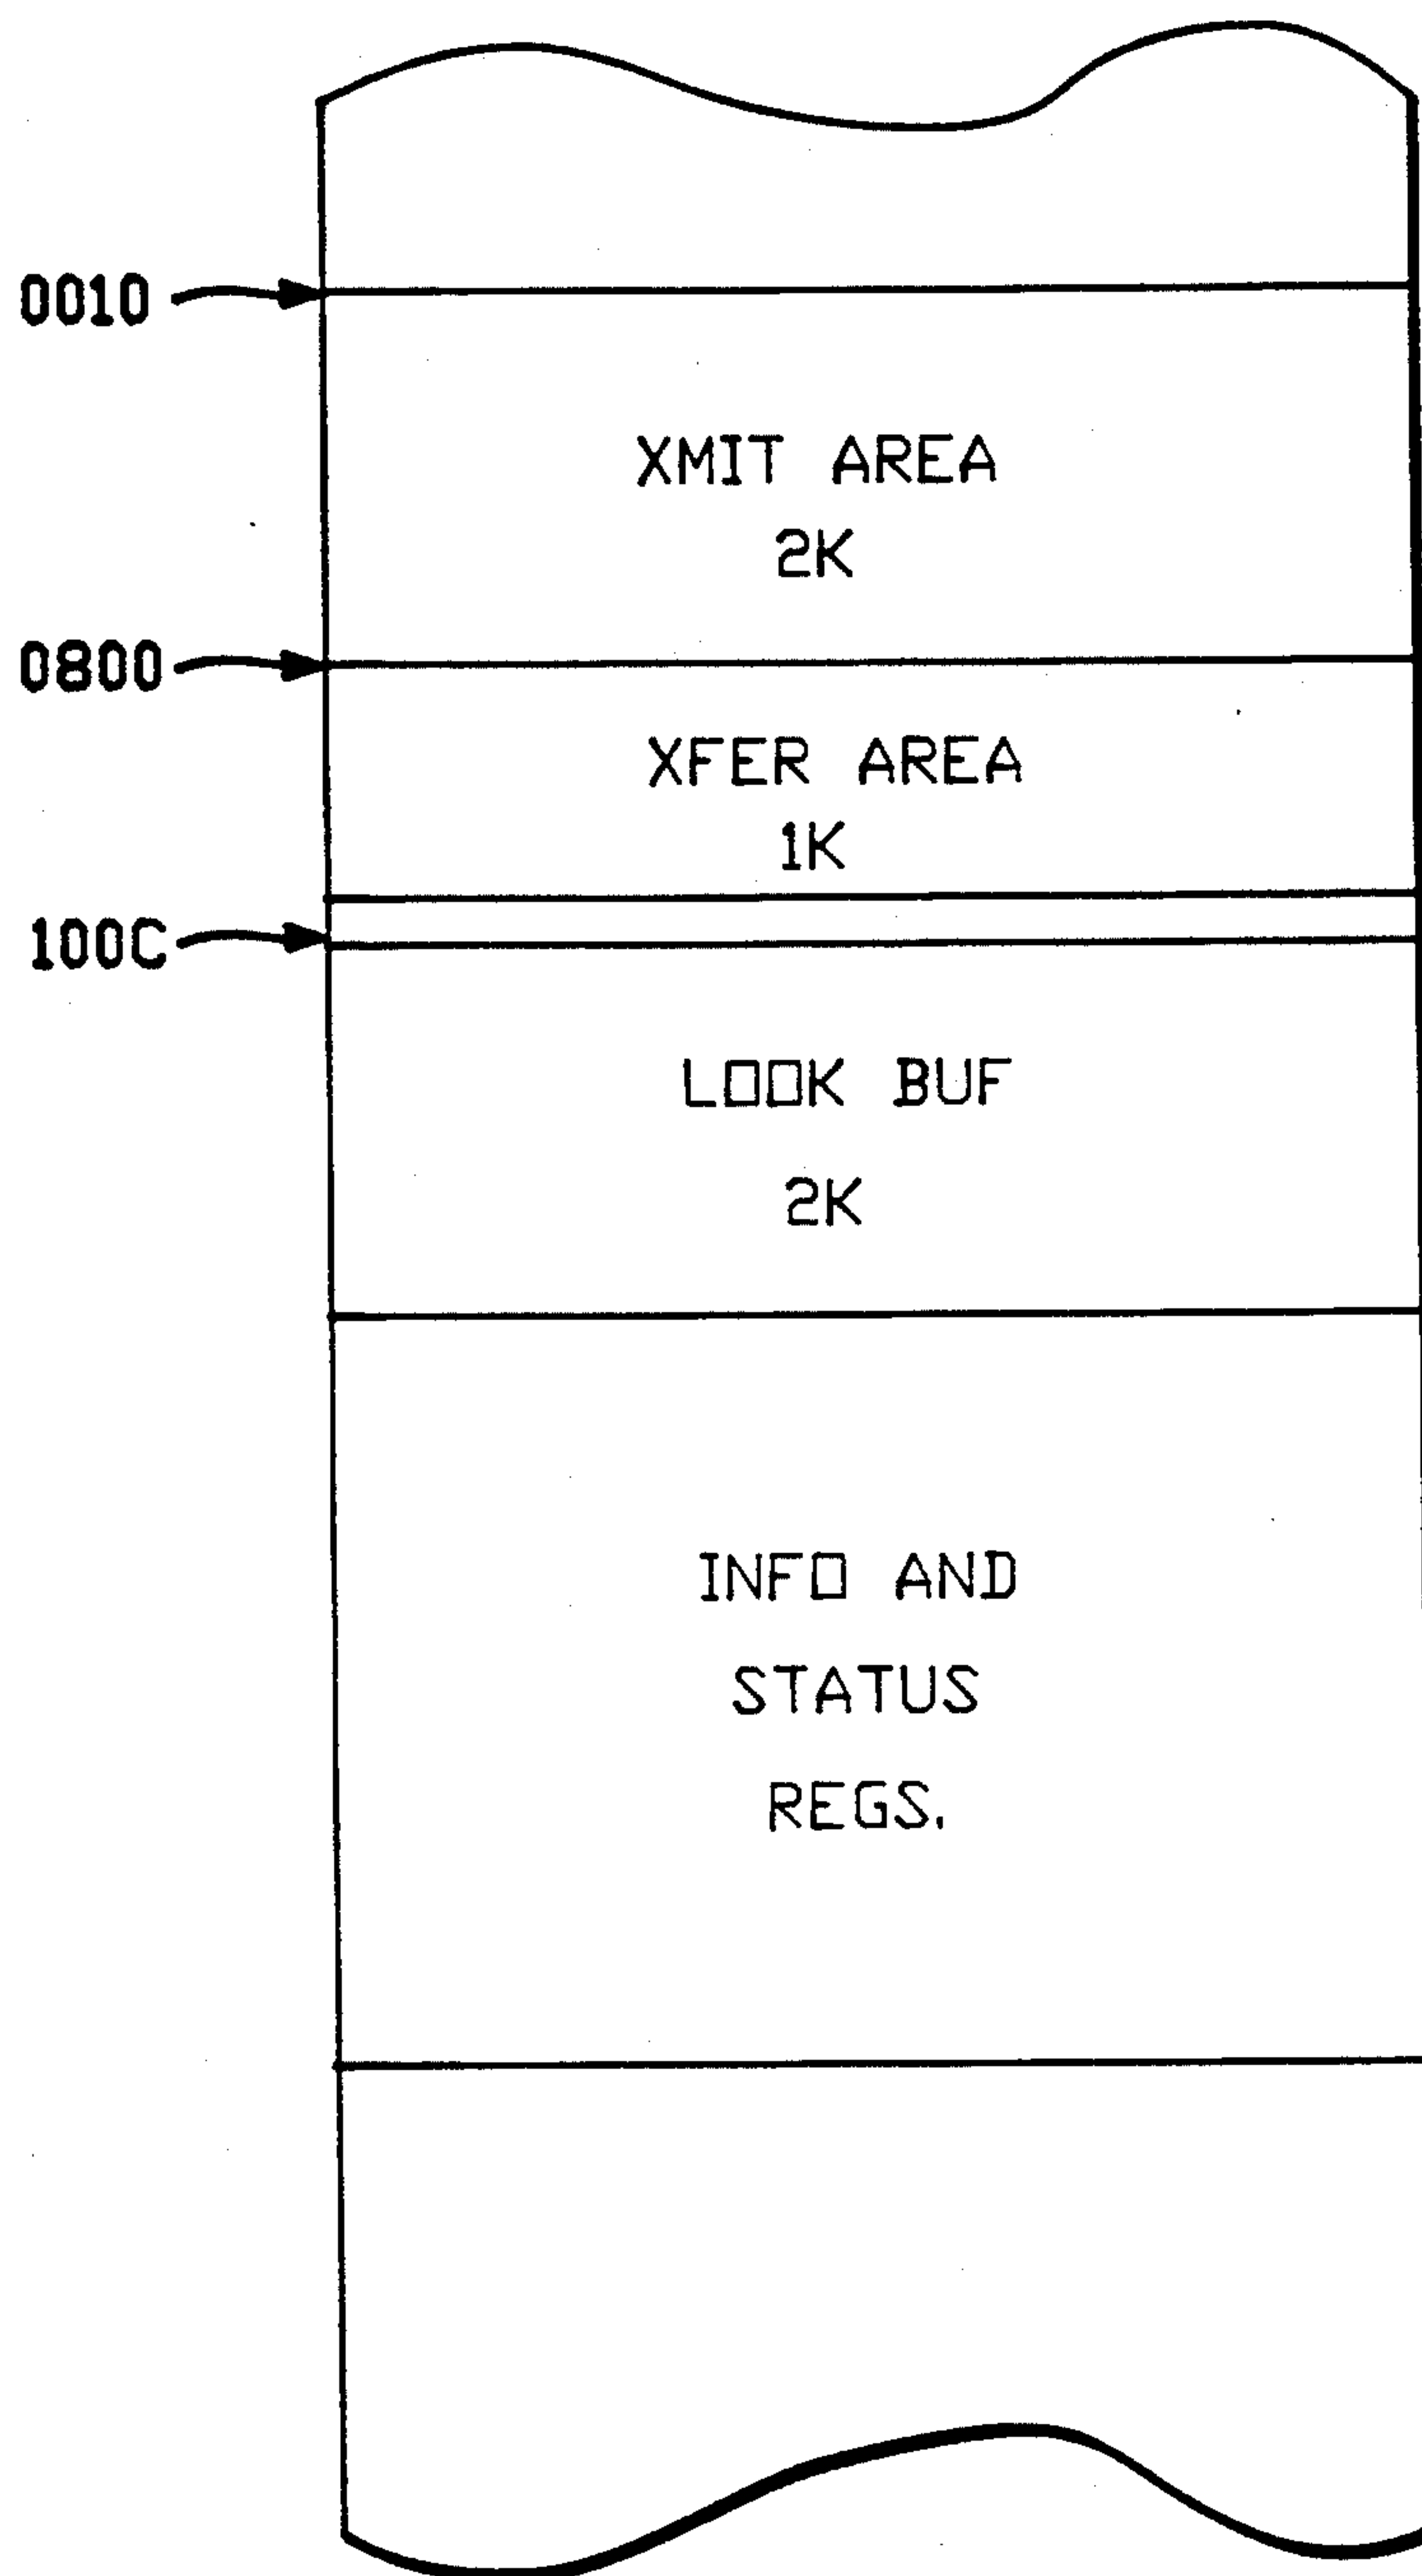 0010
XMIT AREA
2K
0800
XFER AREA
1K
100C
LOOK BUF
2K
INFO AND
STATUS
REGS.